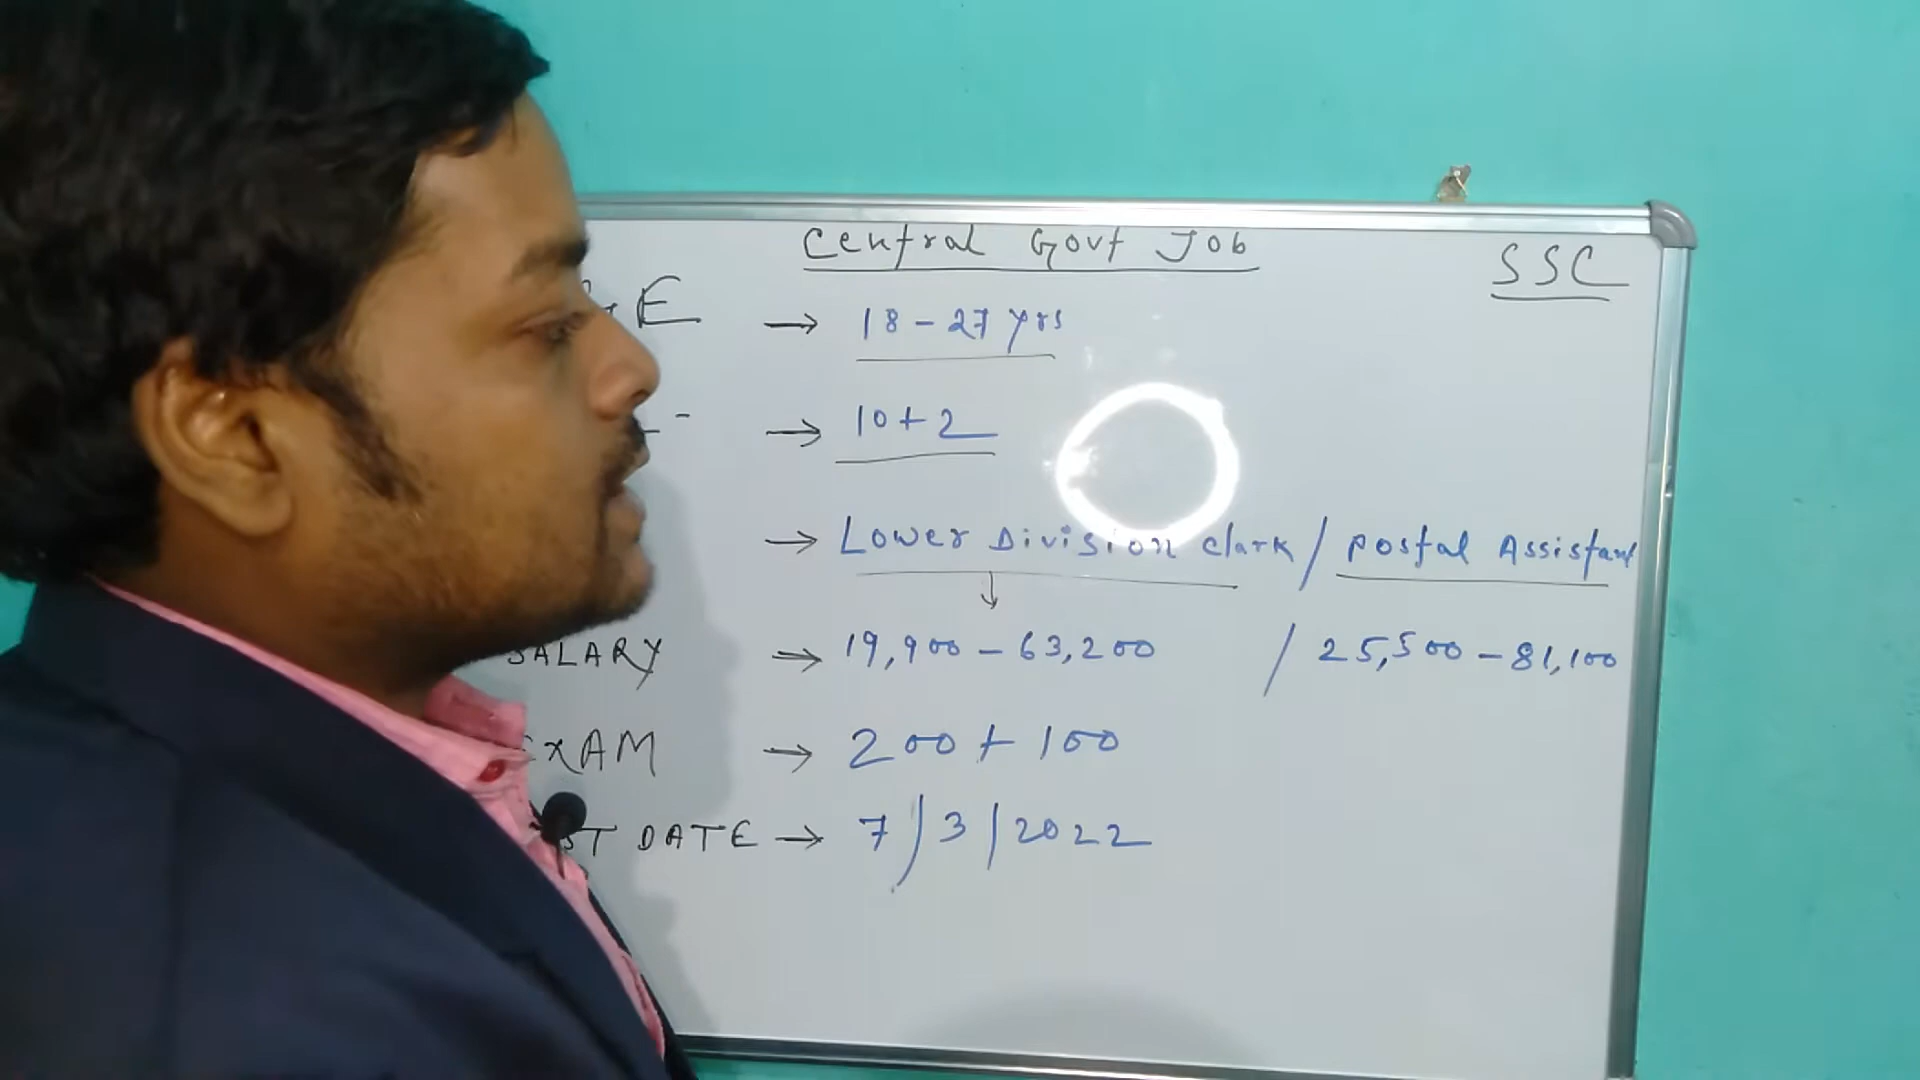 Central Govt Job
SSC
→ 18-27 yrs
→ 10+2
→ Lower Division Clark / Postal Assistant
↓
SALARY → 19,900-63,200 / 25,500-81,100
EXAM → 200+100
DATE → 7/3/2022